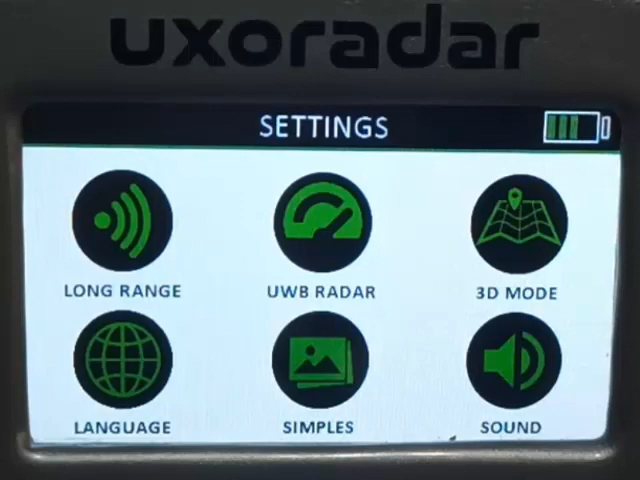 uxoradar
SETTINGS
LONG RANGE
UWB RADAR
3D MODE
LANGUAGE
SIMPLES
SOUND